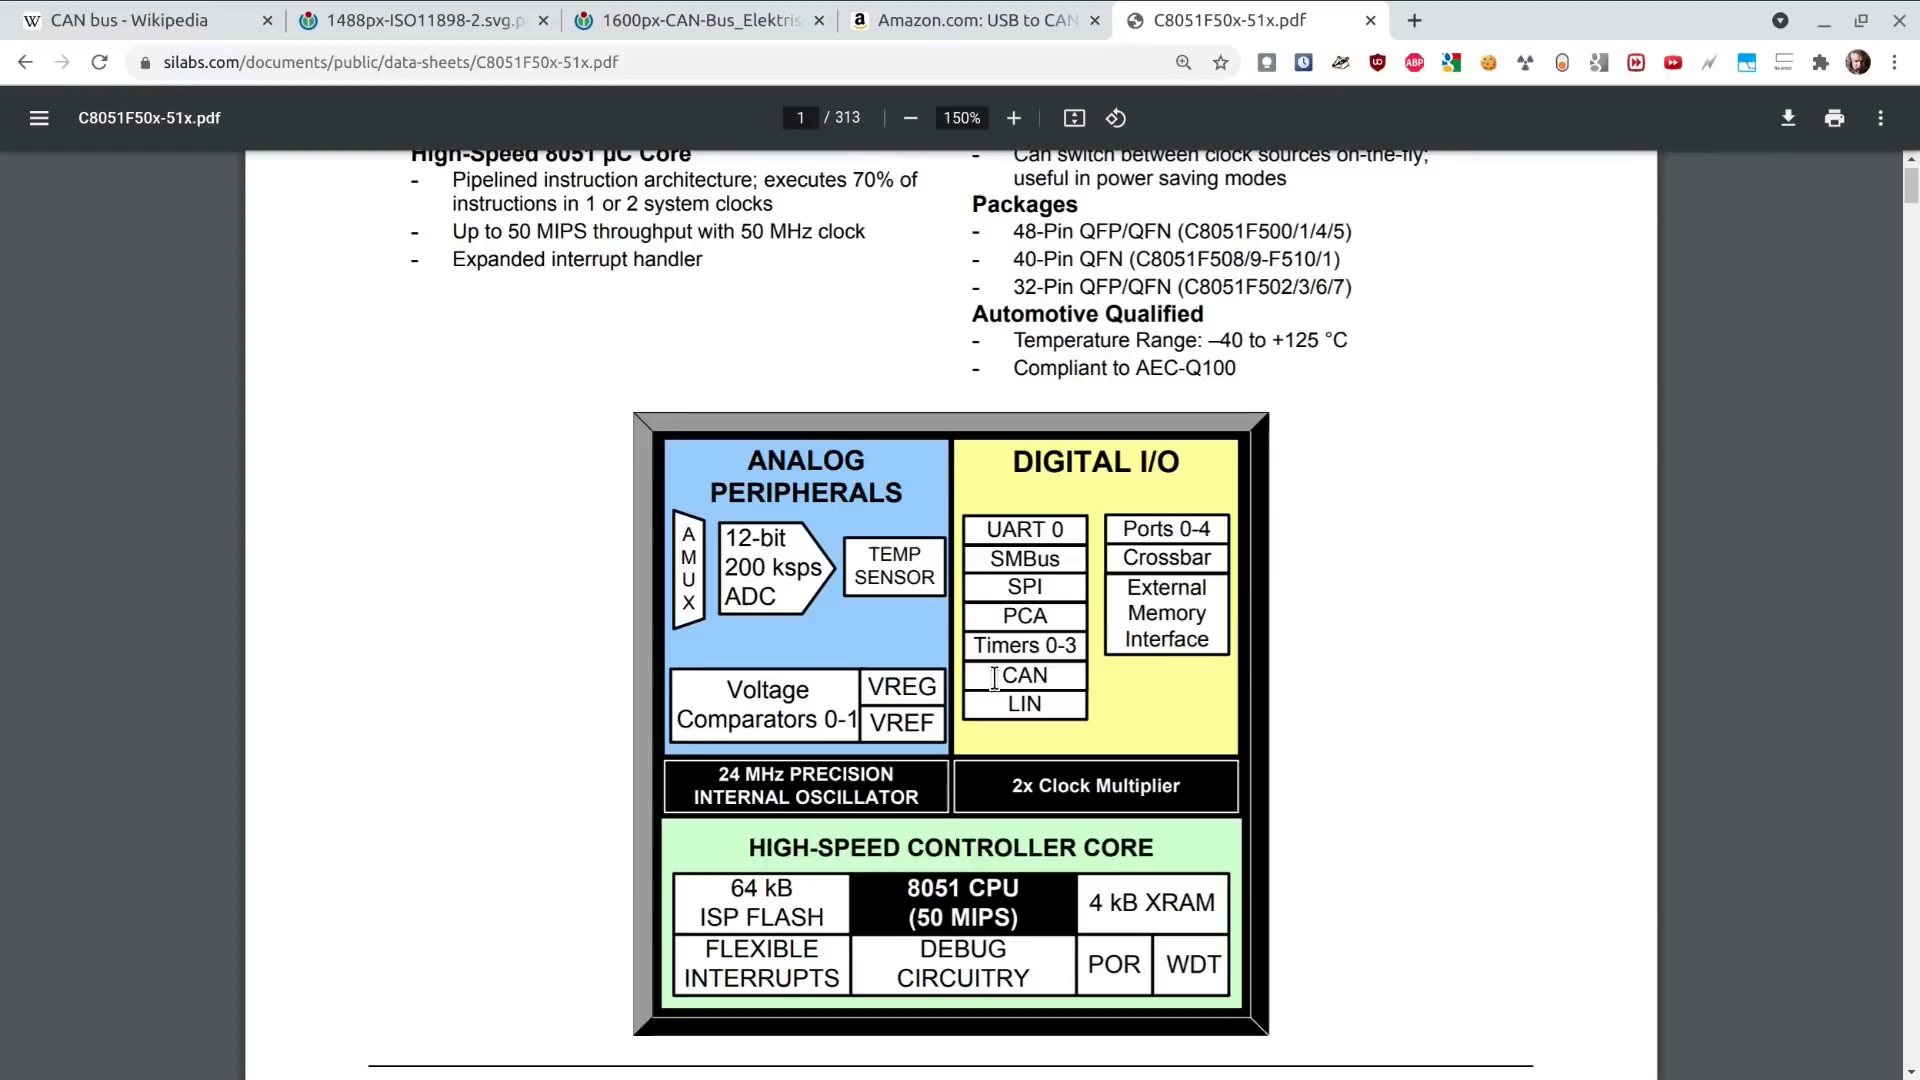 CAN bus - Wikipedia
1488px-ISO11898-2.svg.p
1600px-CAN-Bus_Elektris
Amazon.com: USB to CAN
C8051F50x-51x.pdf
silabs.com/documents/public/data-sheets/C8051F50x-51x.pdf
C8051F50x-51x.pdf
1 / 313
150%
High-Speed 8051 µC Core
- Pipelined instruction architecture; executes 70% of
instructions in 1 or 2 system clocks
- Up to 50 MIPS throughput with 50 MHz clock
- Expanded interrupt handler
- Can switch between clock sources on-the-fly;
useful in power saving modes
Packages
- 48-Pin QFP/QFN (C8051F500/1/4/5)
- 40-Pin QFN (C8051F508/9-F510/1)
- 32-Pin QFP/QFN (C8051F502/3/6/7)
Automotive Qualified
- Temperature Range: –40 to +125 °C
- Compliant to AEC-Q100
ANALOG
PERIPHERALS
AMUX
12-bit
200 ksps
ADC
TEMP
SENSOR
Voltage
Comparators 0-1
VREG
VREF
DIGITAL I/O
UART 0
SMBus
SPI
PCA
Timers 0-3
CAN
LIN
Ports 0-4
Crossbar
External
Memory
Interface
24 MHz PRECISION
INTERNAL OSCILLATOR
2x Clock Multiplier
HIGH-SPEED CONTROLLER CORE
64 kB
ISP FLASH
8051 CPU
(50 MIPS)
4 kB XRAM
FLEXIBLE
INTERRUPTS
DEBUG
CIRCUITRY
POR
WDT